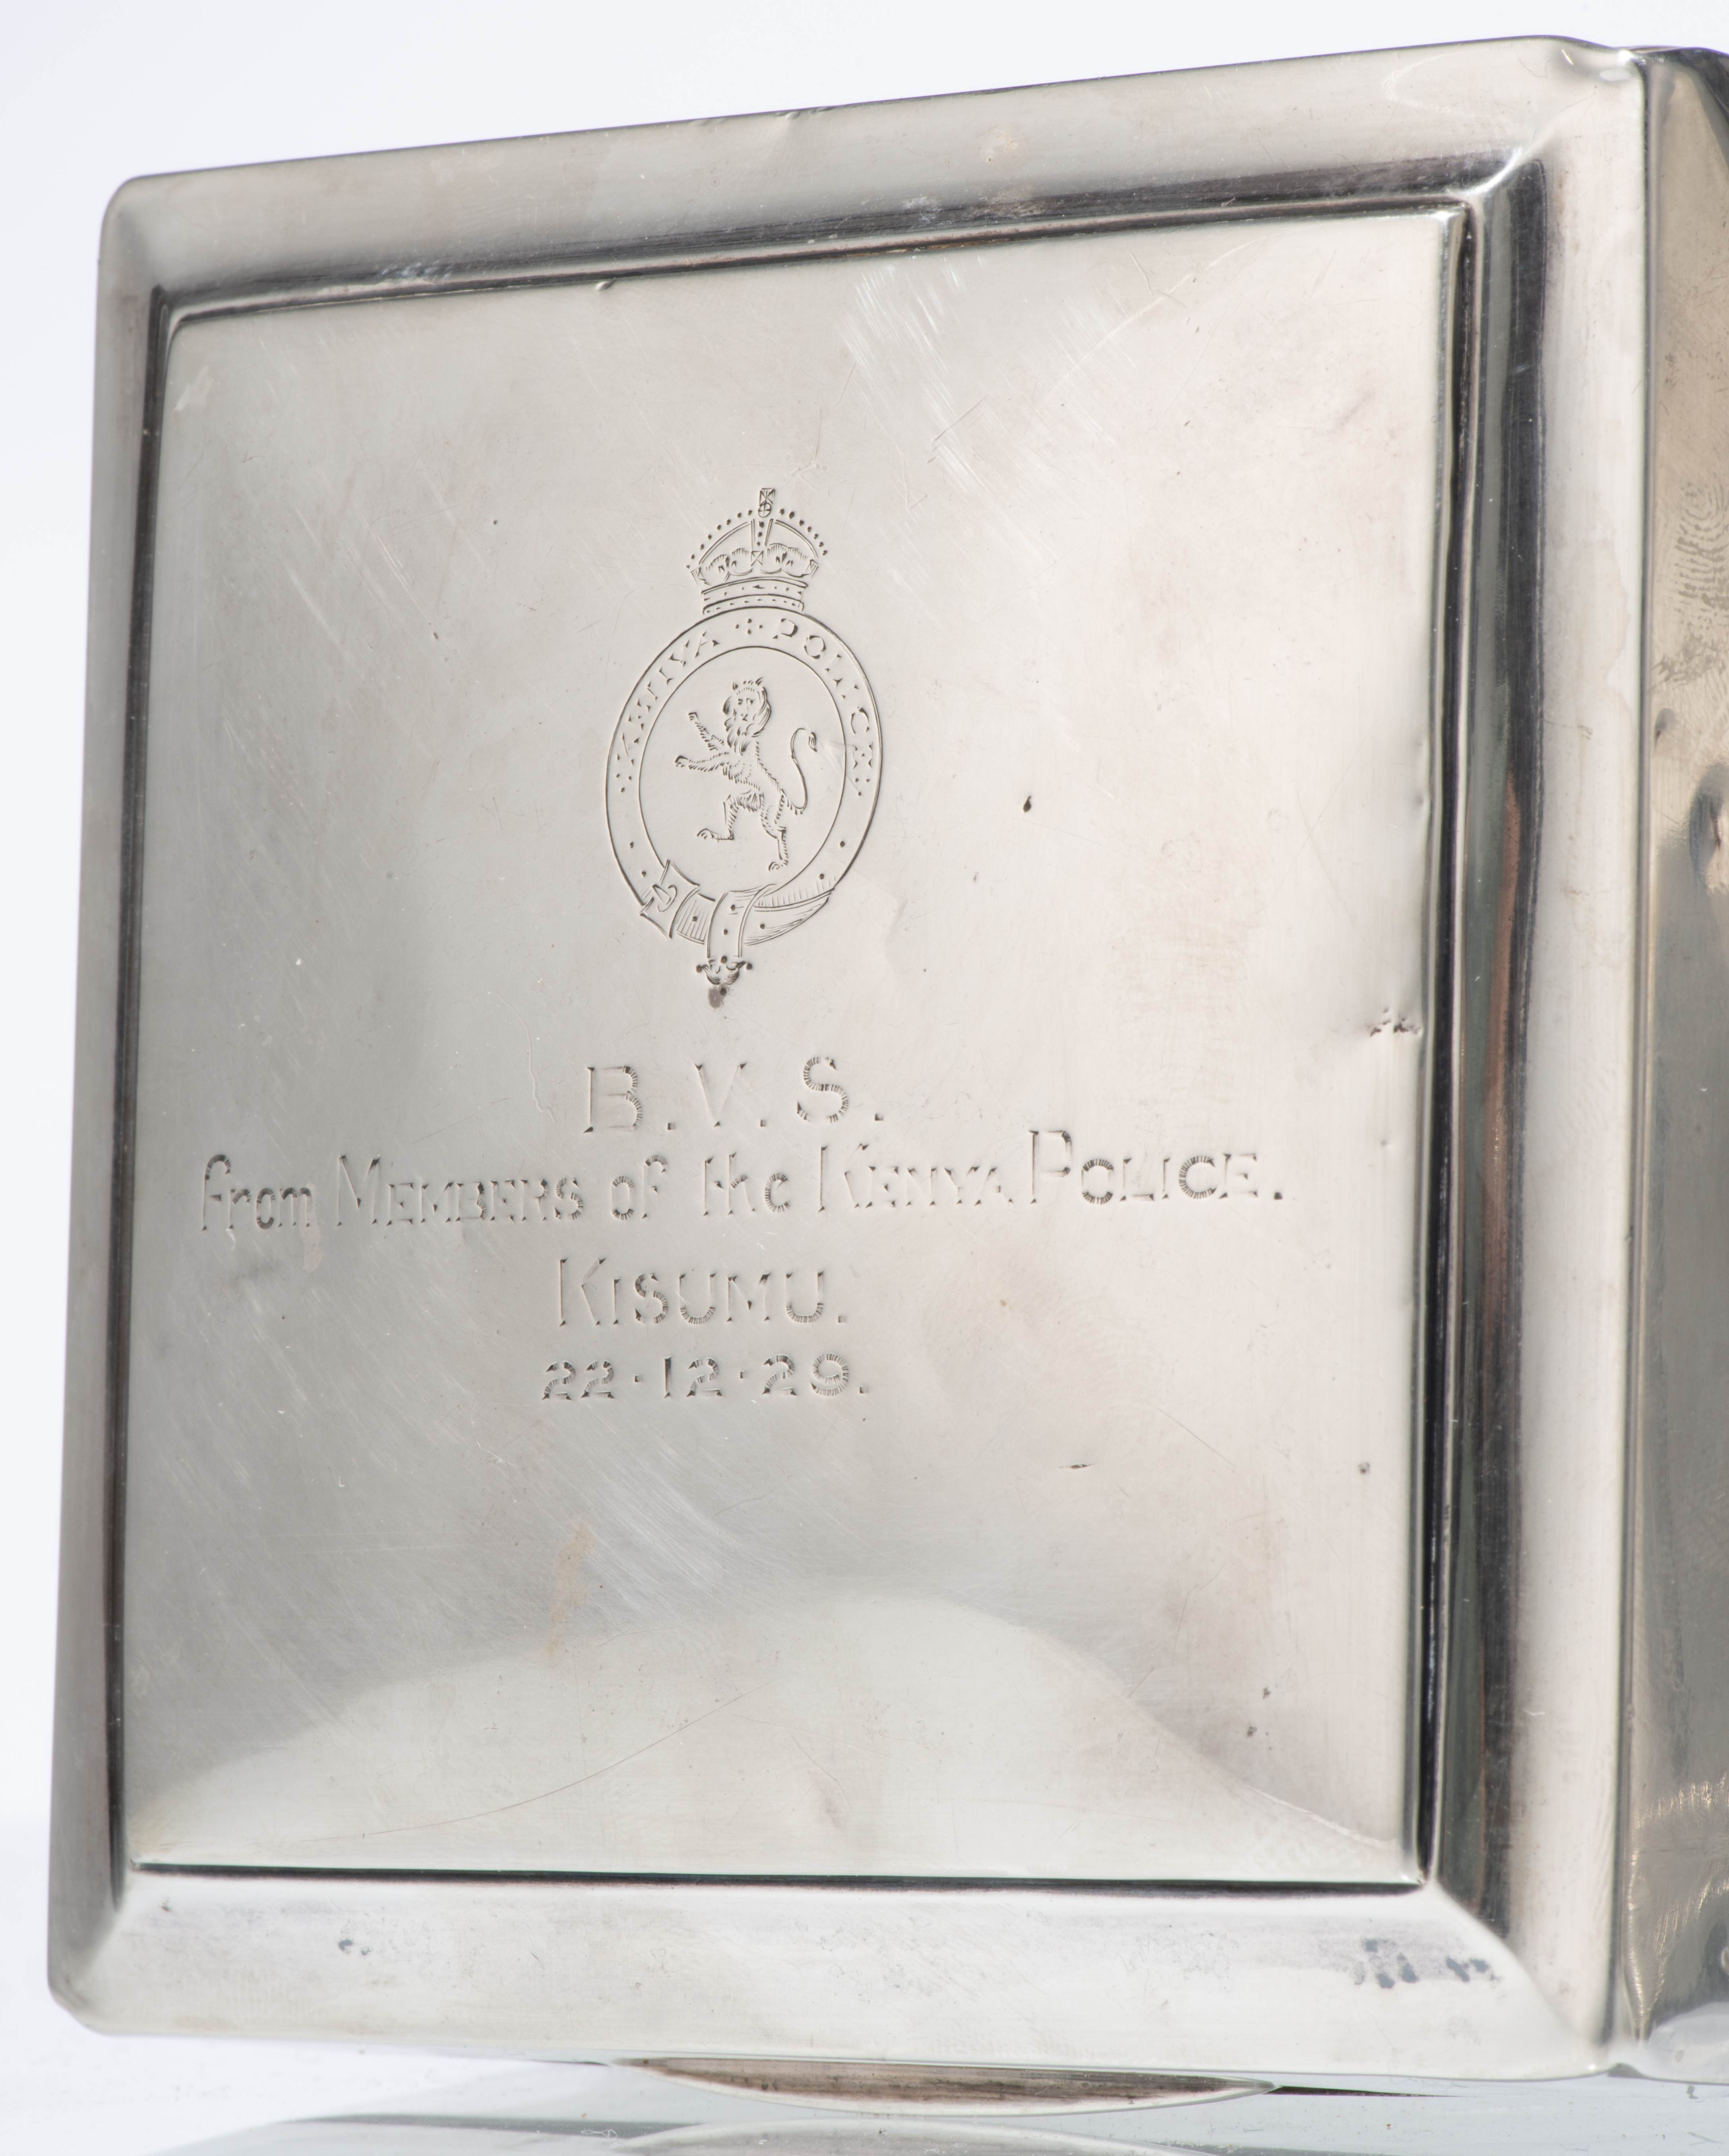 KENYA POLICE
B.V.S.
from MEMBERS of the KENYA POLICE.
KISUMU.
22·12·29.